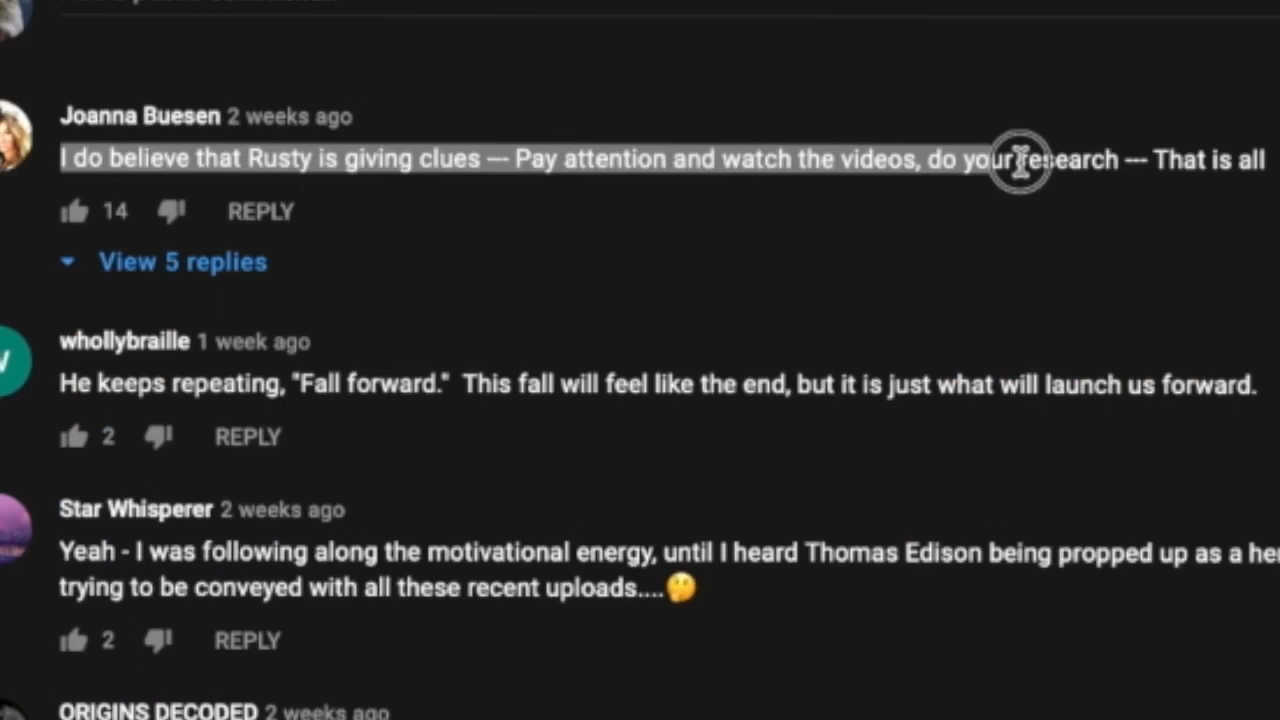 Joanna Buesen 2 weeks ago
I do believe that Rusty is giving clues --- Pay attention and watch the videos, do your research --- That is all
14 REPLY
View 5 replies
whollybraille 1 week ago
He keeps repeating, "Fall forward." This fall will feel like the end, but it is just what will launch us forward.
2 REPLY
Star Whisperer 2 weeks ago
Yeah - I was following along the motivational energy, until I heard Thomas Edison being propped up as a
trying to be conveyed with all these recent uploads....🤔
2 REPLY
ORIGINS DECODED 2 weeks ago